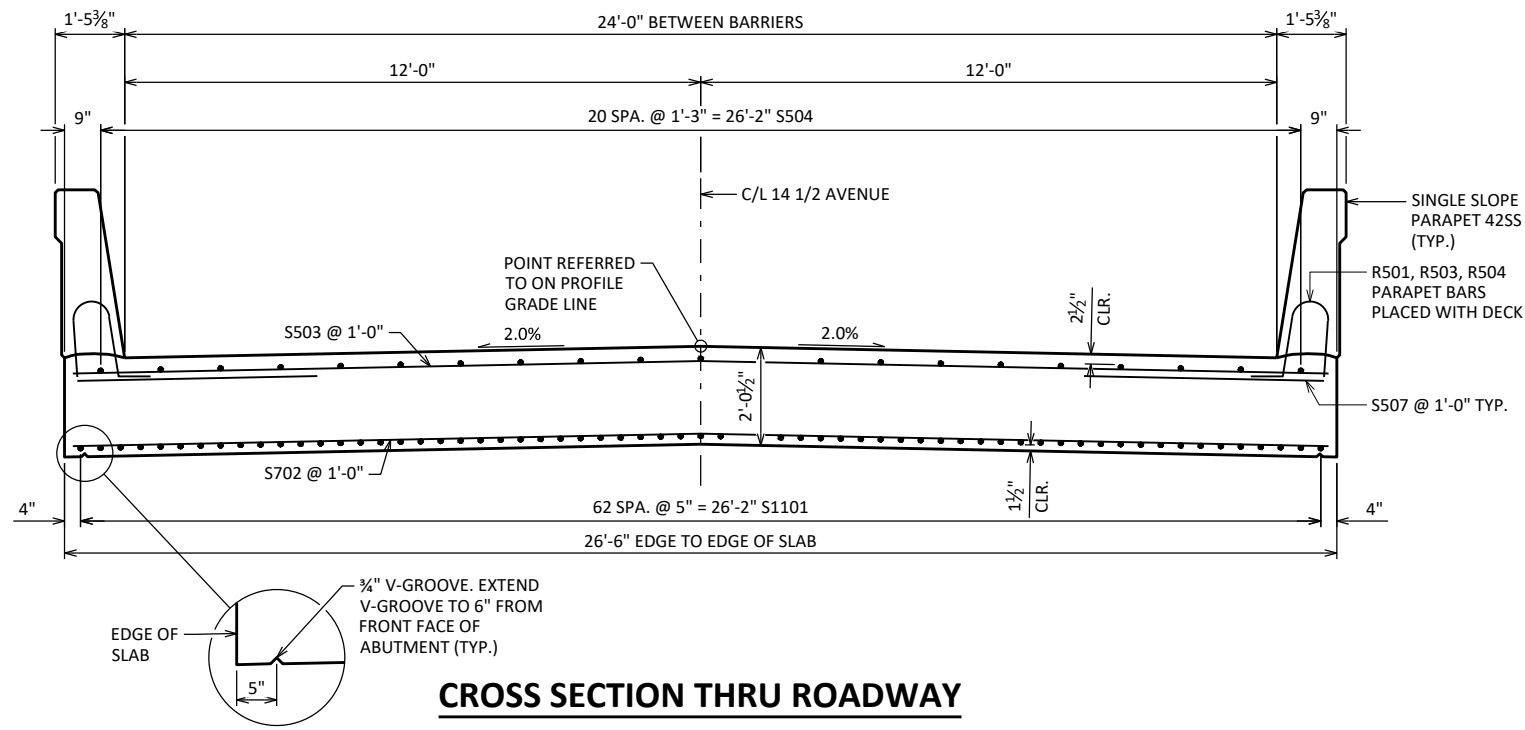 1'-5⅜"
24'-0" BETWEEN BARRIERS
1'-5⅜"
12'-0"
12'-0"
9"
20 SPA. @ 1'-3" = 26'-2" S504
9"
C/L 14 1/2 AVENUE
SINGLE SLOPE
PARAPET 42SS
(TYP.)
POINT REFERRED
TO ON PROFILE
GRADE LINE
R501, R503, R504
PARAPET BARS
PLACED WITH DECK
S503 @ 1'-0"
2.0%
2.0%
2½"
CLR.
2'-0½"
S507 @ 1'-0" TYP.
S702 @ 1'-0"
1½"
CLR.
4"
62 SPA. @ 5" = 26'-2" S1101
4"
26'-6" EDGE TO EDGE OF SLAB
¾" V-GROOVE. EXTEND
V-GROOVE TO 6" FROM
FRONT FACE OF
ABUTMENT (TYP.)
EDGE OF
SLAB
5"
CROSS SECTION THRU ROADWAY